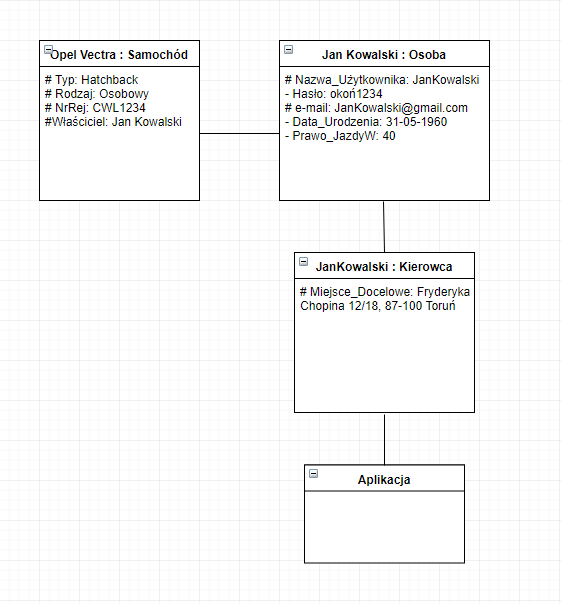 Opel Vectra : Samochód
# Typ: Hatchback
# Rodzaj: Osobowy
# NrRej: CWL1234
#Właściciel: Jan Kowalski
Jan Kowalski : Osoba
# Nazwa_Użytkownika: JanKowalski
- Hasło: okoń1234
# e-mail: JanKowalski@gmail.com
- Data_Urodzenia: 31-05-1960
- Prawo_JazdyW: 40
JanKowalski : Kierowca
# Miejsce_Docelowe: Fryderyka
Chopina 12/18, 87-100 Toruń
Aplikacja